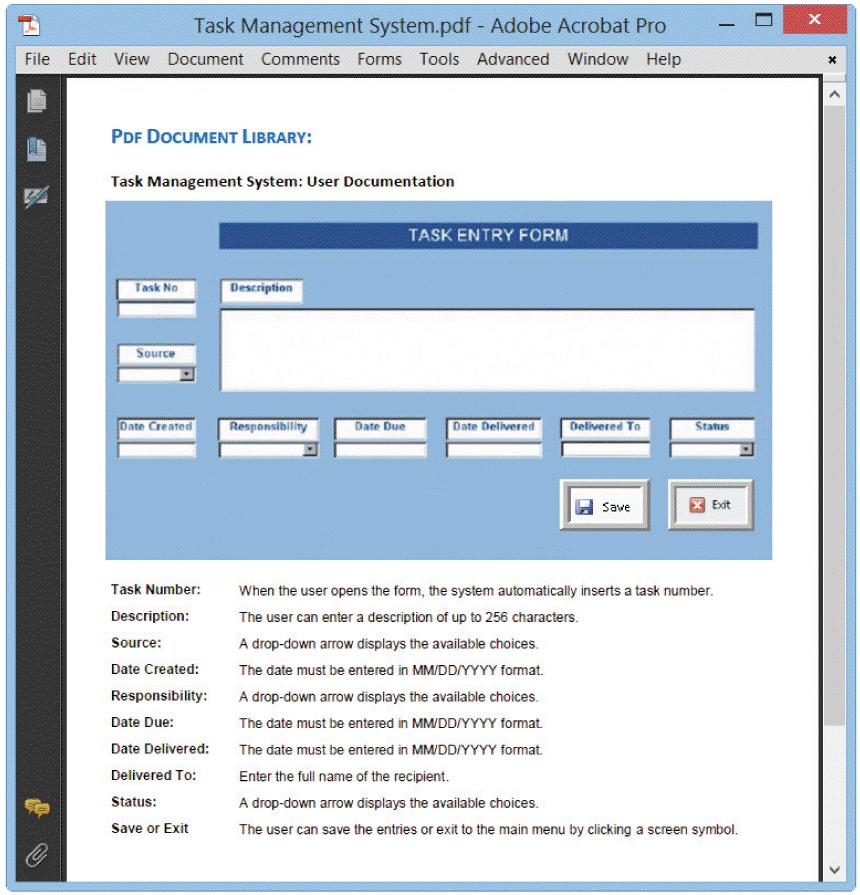 Task Management System.pdf - Adobe Acrobat Pro
File Edit View Document Comments Forms Tools Advanced Window Help
PDF DOCUMENT LIBRARY:
Task Management System: User Documentation
TASK ENTRY FORM
Task No Description
Source
Date Created Responsibility Date Due Date Delivered Delivered To Status
Save Exit
Task Number: When the user opens the form, the system automatically inserts a task number.
Description: The user can enter a description of up to 256 characters.
Source: A drop-down arrow displays the available choices.
Date Created: The date must be entered in MM/DD/YYYY format.
Responsibility: A drop-down arrow displays the available choices.
Date Due: The date must be entered in MM/DD/YYYY format.
Date Delivered: The date must be entered in MM/DD/YYYY format.
Delivered To: Enter the full name of the recipient.
Status: A drop-down arrow displays the available choices.
Save or Exit The user can save the entries or exit to the main menu by clicking a screen symbol.